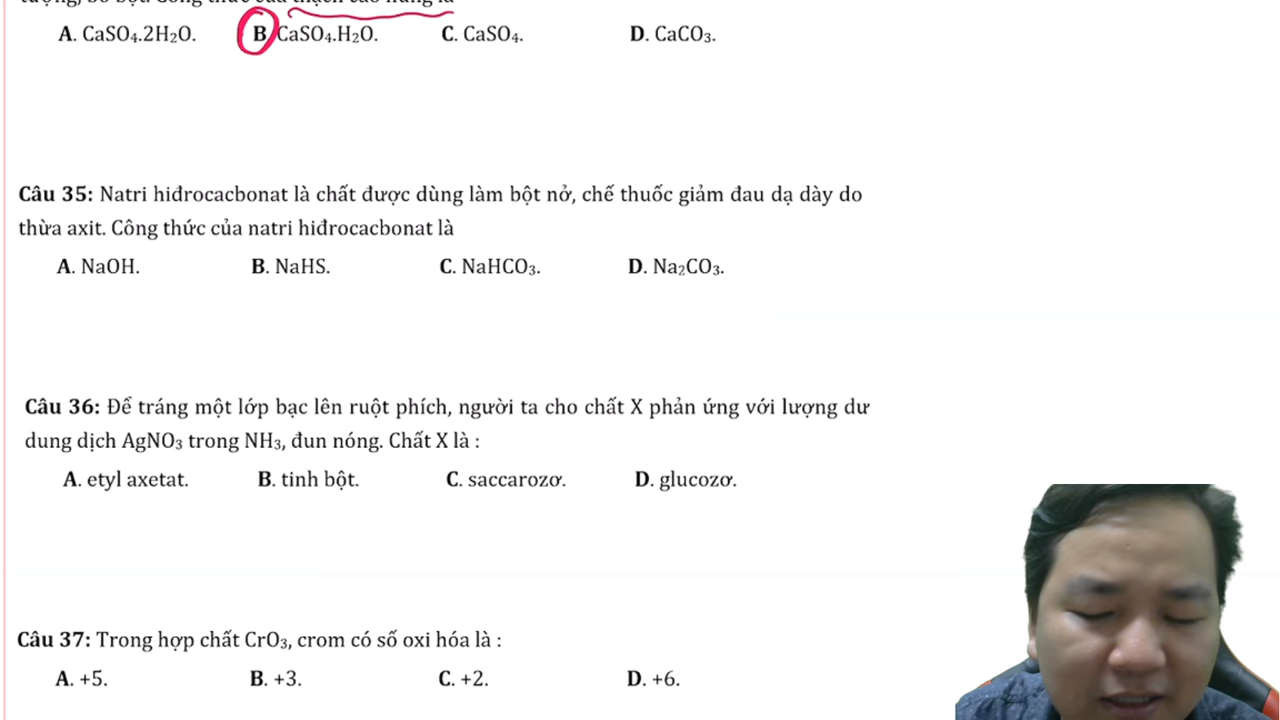 A. CaSO₄.2H₂O. B. CaSO₄.H₂O. C. CaSO₄. D. CaCO₃.
Câu 35: Natri hiđrocacbonat là chất được dùng làm bột nở, chế thuốc giảm đau dạ dày do
thừa axit. Công thức của natri hiđrocacbonat là
A. NaOH. B. NaHS. C. NaHCO₃. D. Na₂CO₃.
Câu 36: Để tráng một lớp bạc lên ruột phích, người ta cho chất X phản ứng với lượng dư
dung dịch AgNO₃ trong NH₃, đun nóng. Chất X là :
A. etyl axetat. B. tinh bột. C. saccarozơ. D. glucozơ.
Câu 37: Trong hợp chất CrO₃, crom có số oxi hóa là :
A. +5. B. +3. C. +2. D. +6.